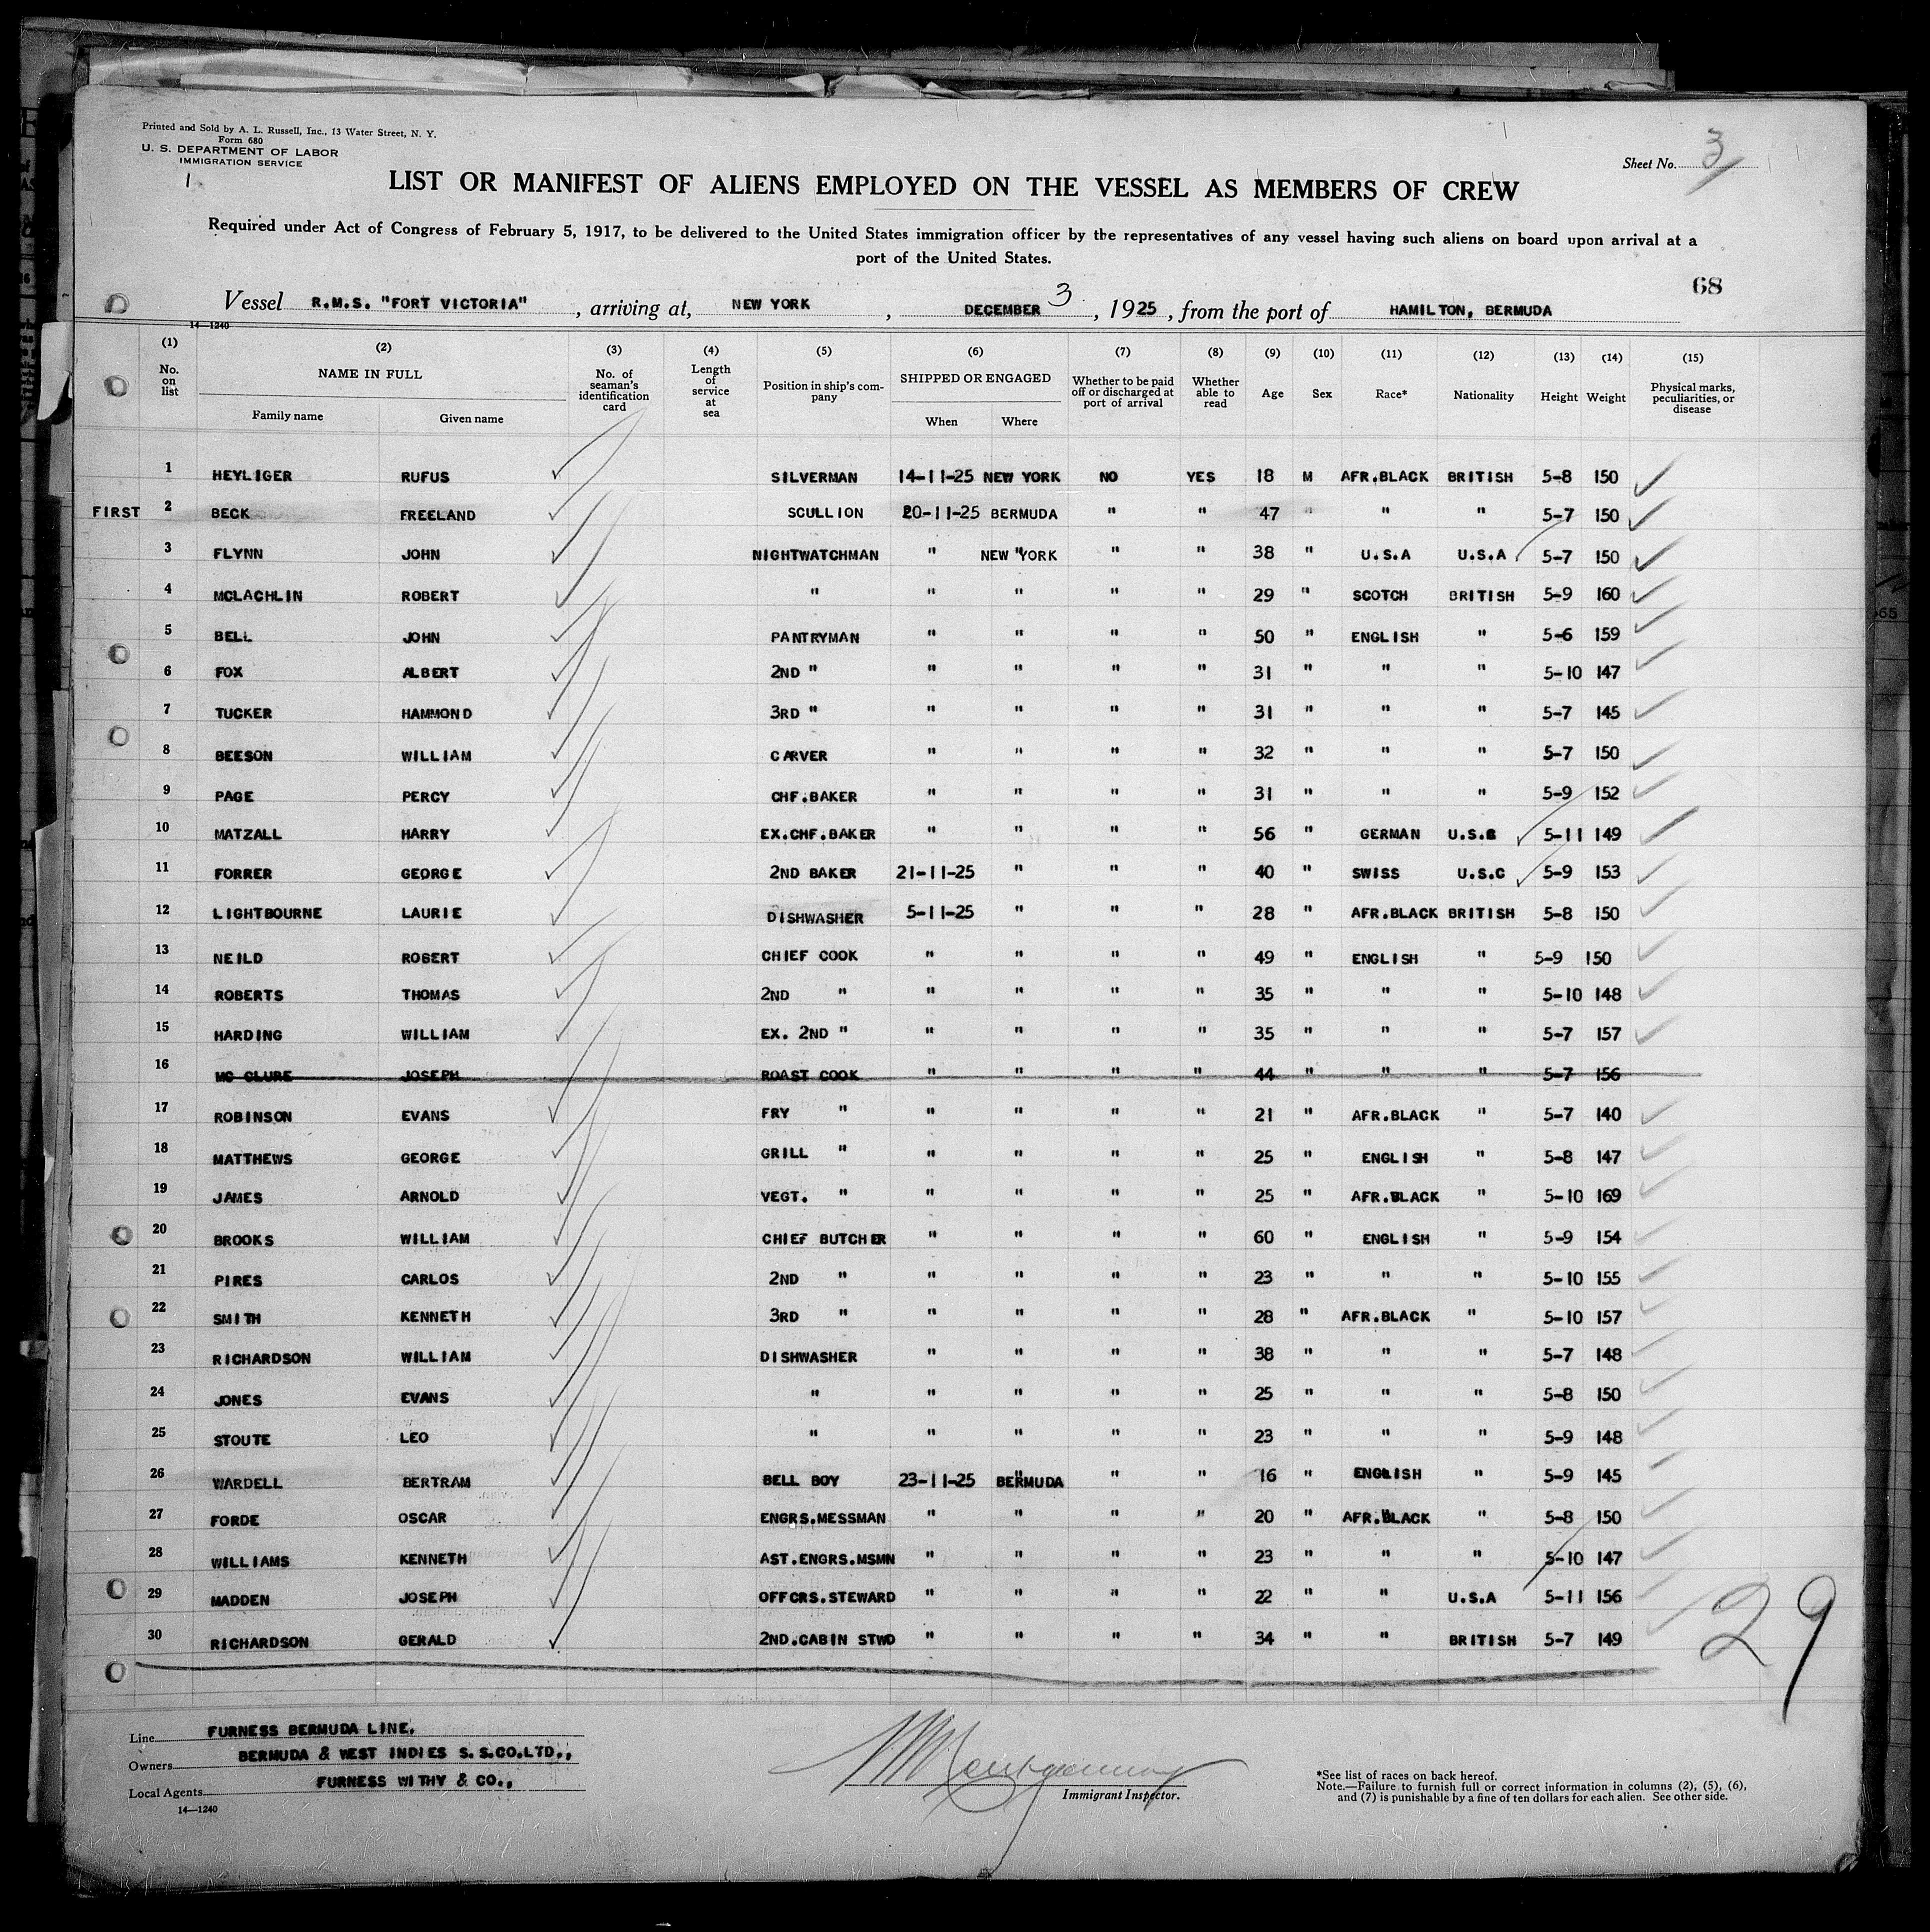 Printed and Sold by A. L. Russell, Inc., 13 Water Street, N. Y.
Form 680
U. S. DEPARTMENT OF LABOR
IMMIGRATION SERVICE
Sheet No. 3
LIST OR MANIFEST OF ALIENS EMPLOYED ON THE VESSEL AS MEMBERS OF CREW
Required under Act of Congress of February 5, 1917, to be delivered to the United States immigration officer by the representatives of any vessel having such aliens on board upon arrival at a
port of the United States.
68
Vessel R.M.S. "FORT VICTORIA", arriving at, NEW YORK, DECEMBER 3, 1925, from the port of HAMILTON, BERMUDA
14—1240
(1) (2) (3) (4) (5) (6) (7) (8) (9) (10) (11) (12) (13) (14) (15)
No. on list NAME IN FULL Family name Given name No. of seaman's identification card Length of service at sea Position in ship's company SHIPPED OR ENGAGED When Where Whether to be paid off or discharged at port of arrival Whether able to read Age Sex Race* Nationality Height Weight Physical marks, peculiarities, or disease
1 HEYLIGER RUFUS SILVERMAN 14-11-25 NEW YORK NO YES 18 M AFR.BLACK BRITISH 5-8 150
FIRST 2 BECK FREELAND SCULLION 20-11-25 BERMUDA " " 47 " " " 5-7 150
3 FLYNN JOHN NIGHTWATCHMAN " NEW "YORK " " 38 " U.S.A U.S.A 5-7 150
4 MCLACHLIN ROBERT " " " " " 29 " SCOTCH BRITISH 5-9 160
5 BELL JOHN PANTRYMAN " " " " 50 " ENGLISH " 5-6 159
6 FOX ALBERT 2ND " " " " " 31 " " " 5-10 147
7 TUCKER HAMMOND 3RD " " " " " 31 " " " 5-7 145
8 BEESON WILLIAM CARVER " " " " 32 " " " 5-7 150
9 PAGE PERCY CHF.BAKER " " " " 31 " " " 5-9 152
10 MATZALL HARRY EX.CHF.BAKER " " " " 56 " GERMAN U.S.C 5-11 149
11 FORRER GEORGE 2ND BAKER 21-11-25 " " " 40 " SWISS U.S.C 5-9 153
12 LIGHTBOURNE LAURIE DISHWASHER 5-11-25 " " " 28 " AFR.BLACK BRITISH 5-8 150
13 NEILD ROBERT CHIEF COOK " " " " 49 " ENGLISH " 5-9 150
14 ROBERTS THOMAS 2ND " " " " " 35 " " " 5-10 148
15 HARDING WILLIAM EX. 2ND " " " " " 35 " " " 5-7 157
16 MC CLURE JOSEPH ROAST COOK " " " " 44 " " " 5-7 156
17 ROBINSON EVANS FRY " " " " " 21 " AFR.BLACK " 5-7 140
18 MATTHEWS GEORGE GRILL " " " " " 25 " ENGLISH " 5-8 147
19 JAMES ARNOLD VEGT. " " " " " 25 " AFR.BLACK " 5-10 169
20 BROOKS WILLIAM CHIEF BUTCHER " " " " 60 " ENGLISH " 5-9 154
21 PIRES CARLOS 2ND " " " " " 23 " " " 5-10 155
22 SMITH KENNETH 3RD " " " " " 28 " AFR.BLACK " 5-10 157
23 RICHARDSON WILLIAM DISHWASHER " " " " 38 " " " 5-7 148
24 JONES EVANS " " " " " 25 " " " 5-8 150
25 STOUTE LEO " " " " " 23 " " " 5-9 148
26 WARDELL BERTRAM BELL BOY 23-11-25 BERMUDA " " 16 " ENGLISH " 5-9 145
27 FORDE OSCAR ENGRS.MESSMAN " " " " 20 " AFR.BLACK " 5-8 150
28 WILLIAMS KENNETH AST.ENGRS.MSMN " " " " 23 " " " 5-10 147
29 MADDEN JOSEPH OFFCRS.STEWARD " " " " 22 " " U.S.A 5-11 156
30 RICHARDSON GERALD 2ND.CABIN STWD " " " " 34 " " BRITISH 5-7 149
29
Line FURNESS BERMUDA LINE.
Owners BERMUDA & WEST INDIES S.S.CO.LTD.,
Local Agents FURNESS WITHY & CO.,
14—1240
Immigrant Inspector.
*See list of races on back hereof.
Note.—Failure to furnish full or correct information in columns (2), (5), (6),
and (7) is punishable by a fine of ten dollars for each alien. See other side.